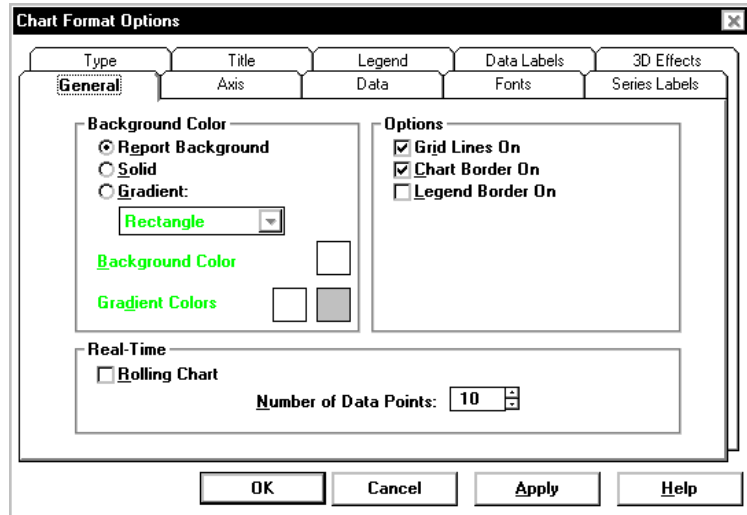 Chart Format Options
Type Title Legend Data Labels 3D Effects
General Axis Data Fonts Series Labels
Background Color
Report Background
Solid
Gradient:
Rectangle
Background Color
Gradient Colors
Options
Grid Lines On
Chart Border On
Legend Border On
Real-Time
Rolling Chart
Number of Data Points: 10
OK Cancel Apply Help